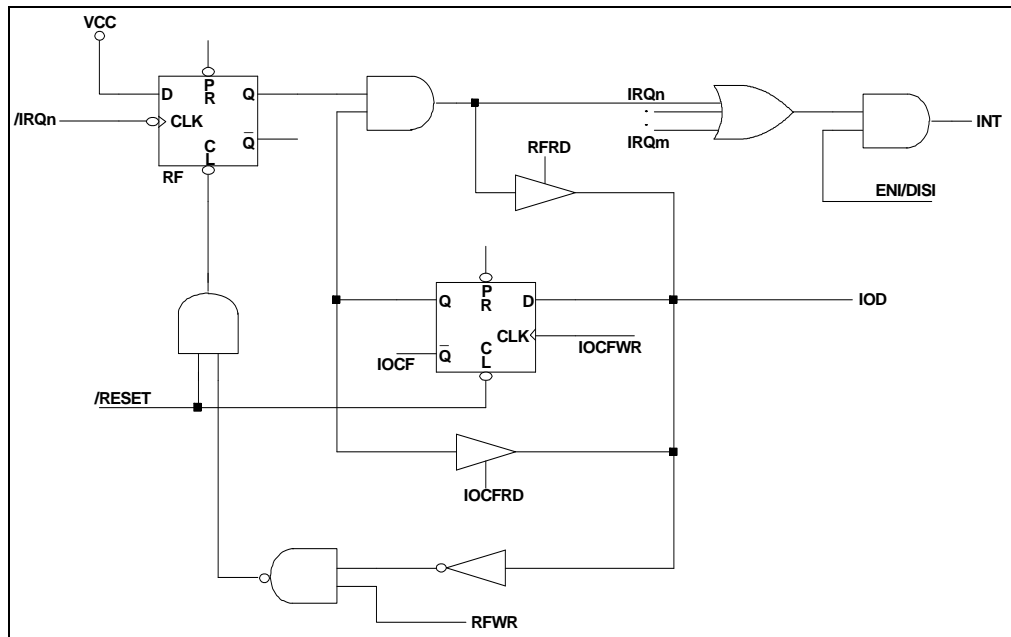 VCC
D
P
R
Q
/IRQn
CLK
C
L
Q
RF
IRQn
:
IRQm
INT
RFRD
ENI/DISI
Q
P
R
D
IOD
CLK
IOCFWR
IOCF
Q
C
L
/RESET
IOCFRD
RFWR